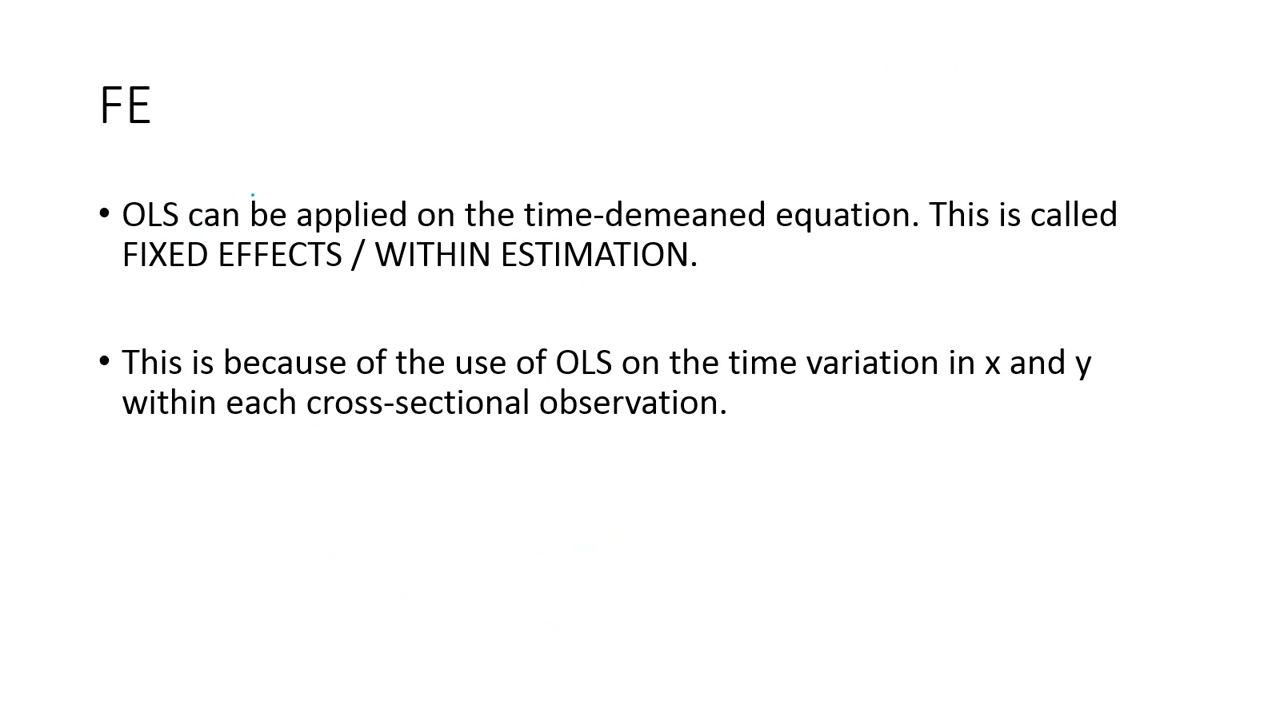 FE
• OLS can be applied on the time-demeaned equation. This is called
FIXED EFFECTS / WITHIN ESTIMATION.
• This is because of the use of OLS on the time variation in x and y
within each cross-sectional observation.